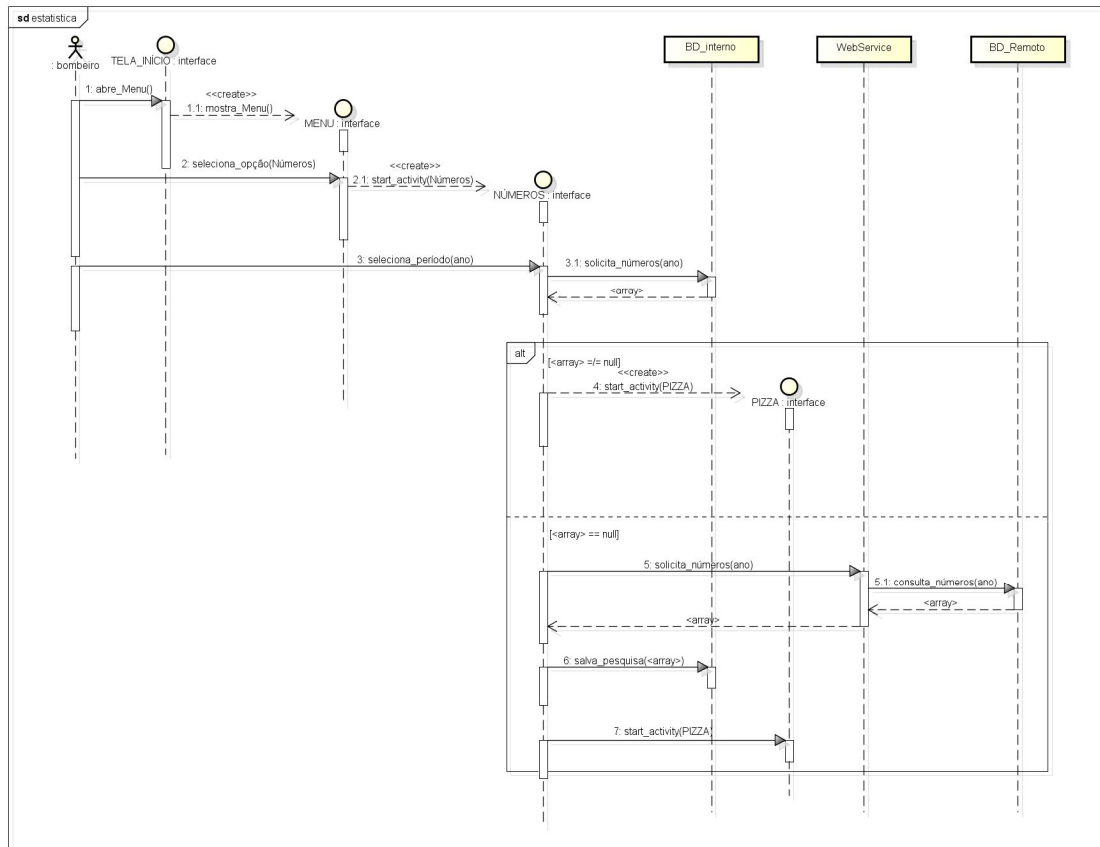 sd estatistica
: bombeiro
TELA_INÍCIO : interface
BD_interno
WebService
BD_Remoto
1: abre_Menu()
<<create>>
1.1: mostra_Menu()
MENU : interface
2: seleciona_opção(Números)
<<create>>
2.1: start_activity(Números)
NÚMEROS : interface
3: seleciona_período(ano)
3.1: solicita_números(ano)
<array>
alt
[<array> =/= null]
<<create>>
4: start_activity(PIZZA)
PIZZA : interface
[<array> == null]
5: solicita_números(ano)
5.1: consulta_números(ano)
<array>
<array>
6: salva_pesquisa(<array>)
7: start_activity(PIZZA)